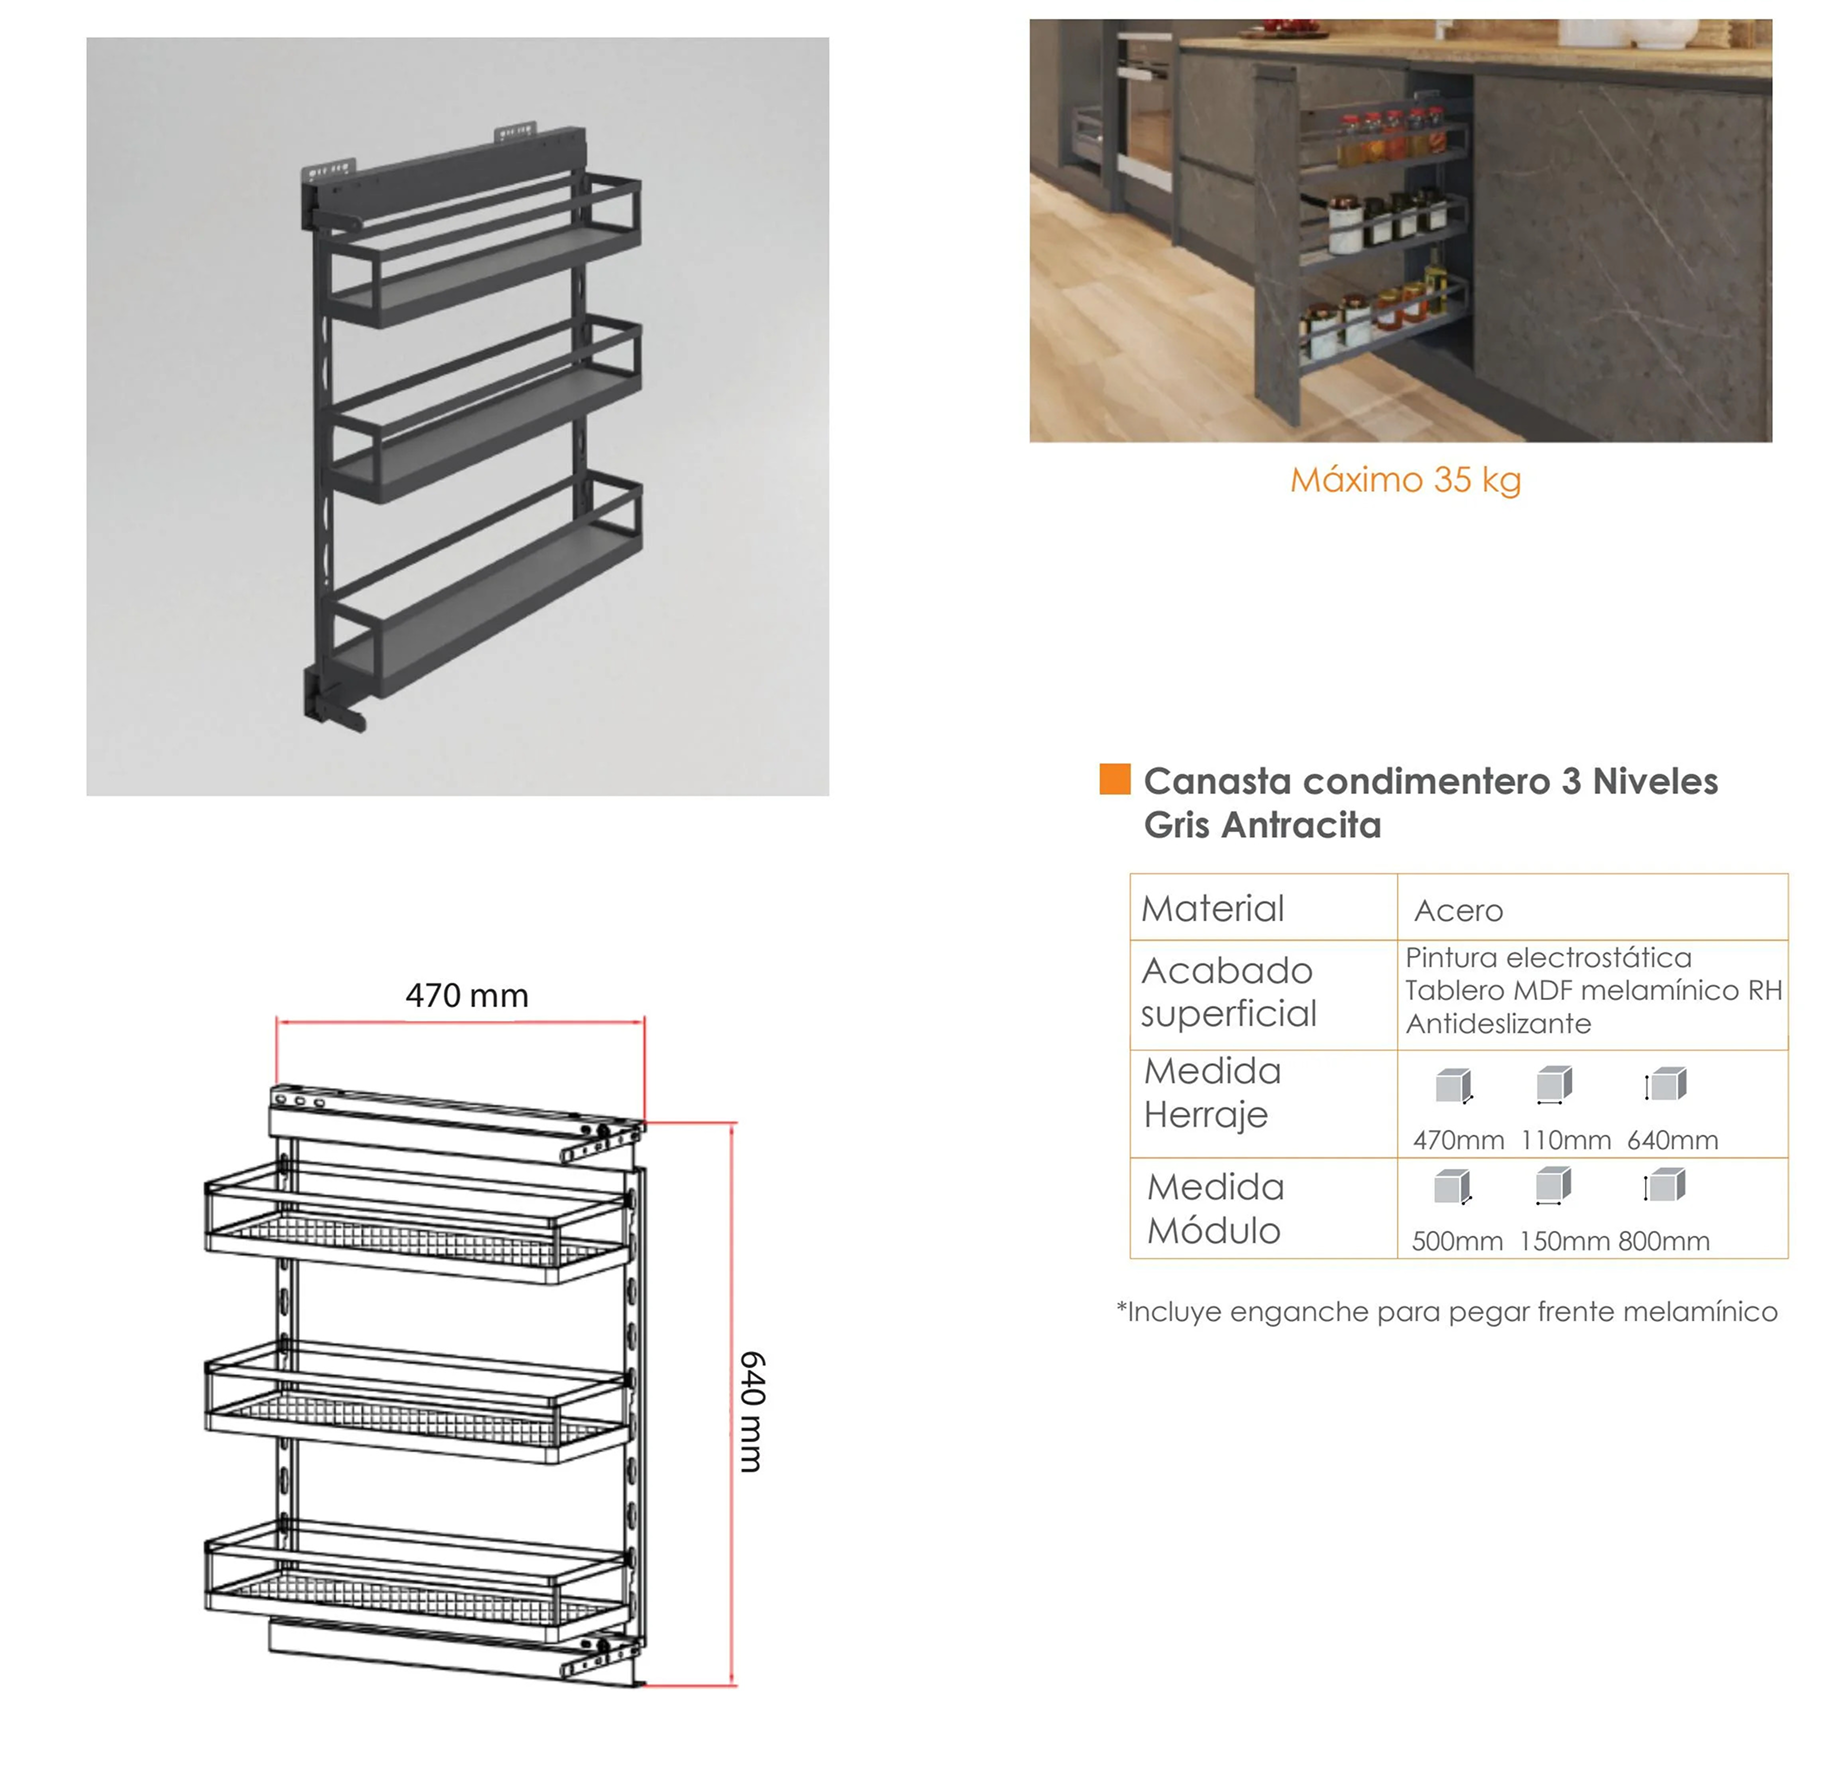 Máximo 35 kg
Canasta condimentero 3 Niveles
Gris Antracita
Material
Acero
Acabado
superficial
Pintura electrostática
Tablero MDF melamínico RH
Antideslizante
Medida
Herraje
470mm 110mm 640mm
Medida
Módulo
500mm 150mm 800mm
*Incluye enganche para pegar frente melamínico
470 mm
640 mm